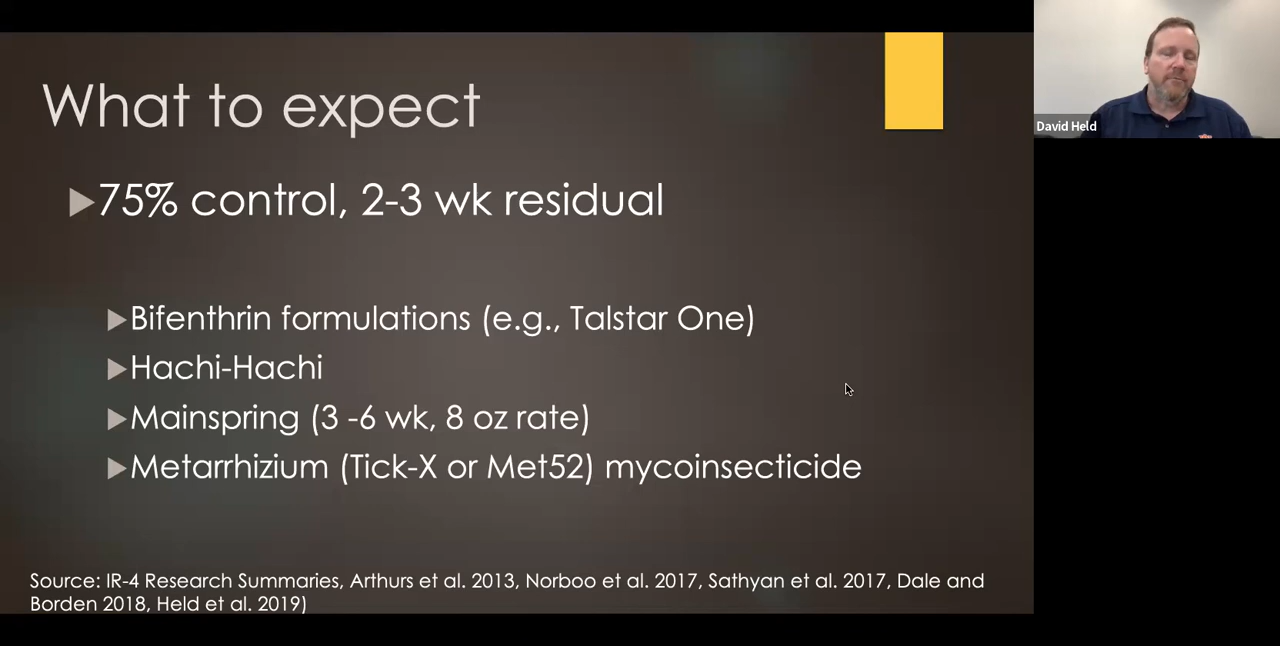 What to expect
75% control, 2-3 wk residual
Bifenthrin formulations (e.g., Talstar One)
Hachi-Hachi
Mainspring (3 -6 wk, 8 oz rate)
Metarrhizium (Tick-X or Met52) mycoinsecticide
Source: IR-4 Research Summaries, Arthurs et al. 2013, Norboo et al. 2017, Sathyan et al. 2017, Dale and
Borden 2018, Held et al. 2019)
David Held